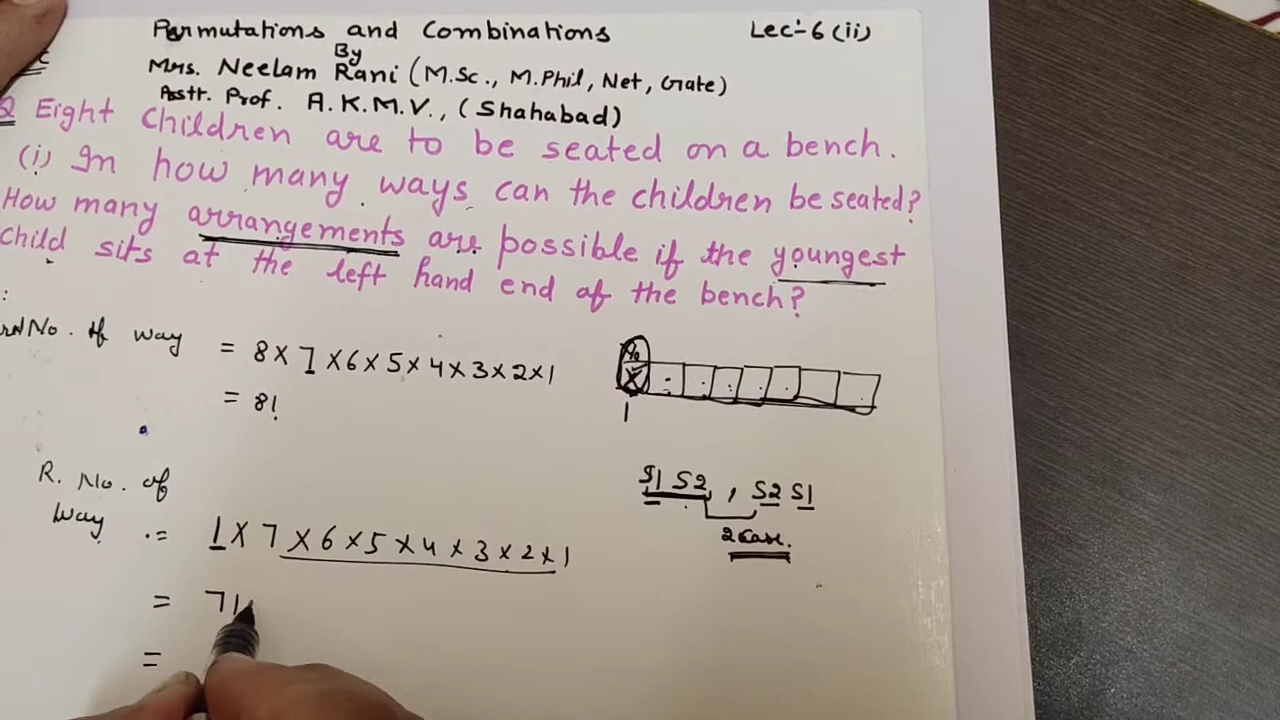 Permutations and Combinations Lec:-6 (ii)
By
Mrs. Neelam Rani (M.Sc., M.Phil, Net, Gate)
Asstt. Prof. A.K.M.V., (Shahabad)
Q Eight children are to be seated on a bench.
(i) In how many ways can the children be seated?
How many arrangements are possible if the youngest
child sits at the left hand end of the bench?
No. of way = 8×7×6×5×4×3×2×1
= 8!
1
S1 S2, S2 S1
2 case.
R. No. of
way = 1×7×6×5×4×3×2×1
= 7!
=